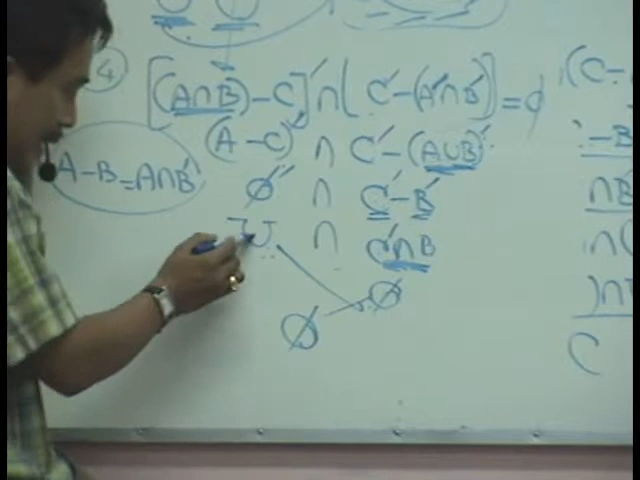 4
[(A∩B)-C]′∩[C′-(A′∩B′)]=φ
(A-C)′ ∩ C′-(A∪B)′
A-B=A∩B′
φ′ ∩ C′-B′
U ∩ C′∩B
φ φ
(C-
-B
∩B
∩(
)∩
C